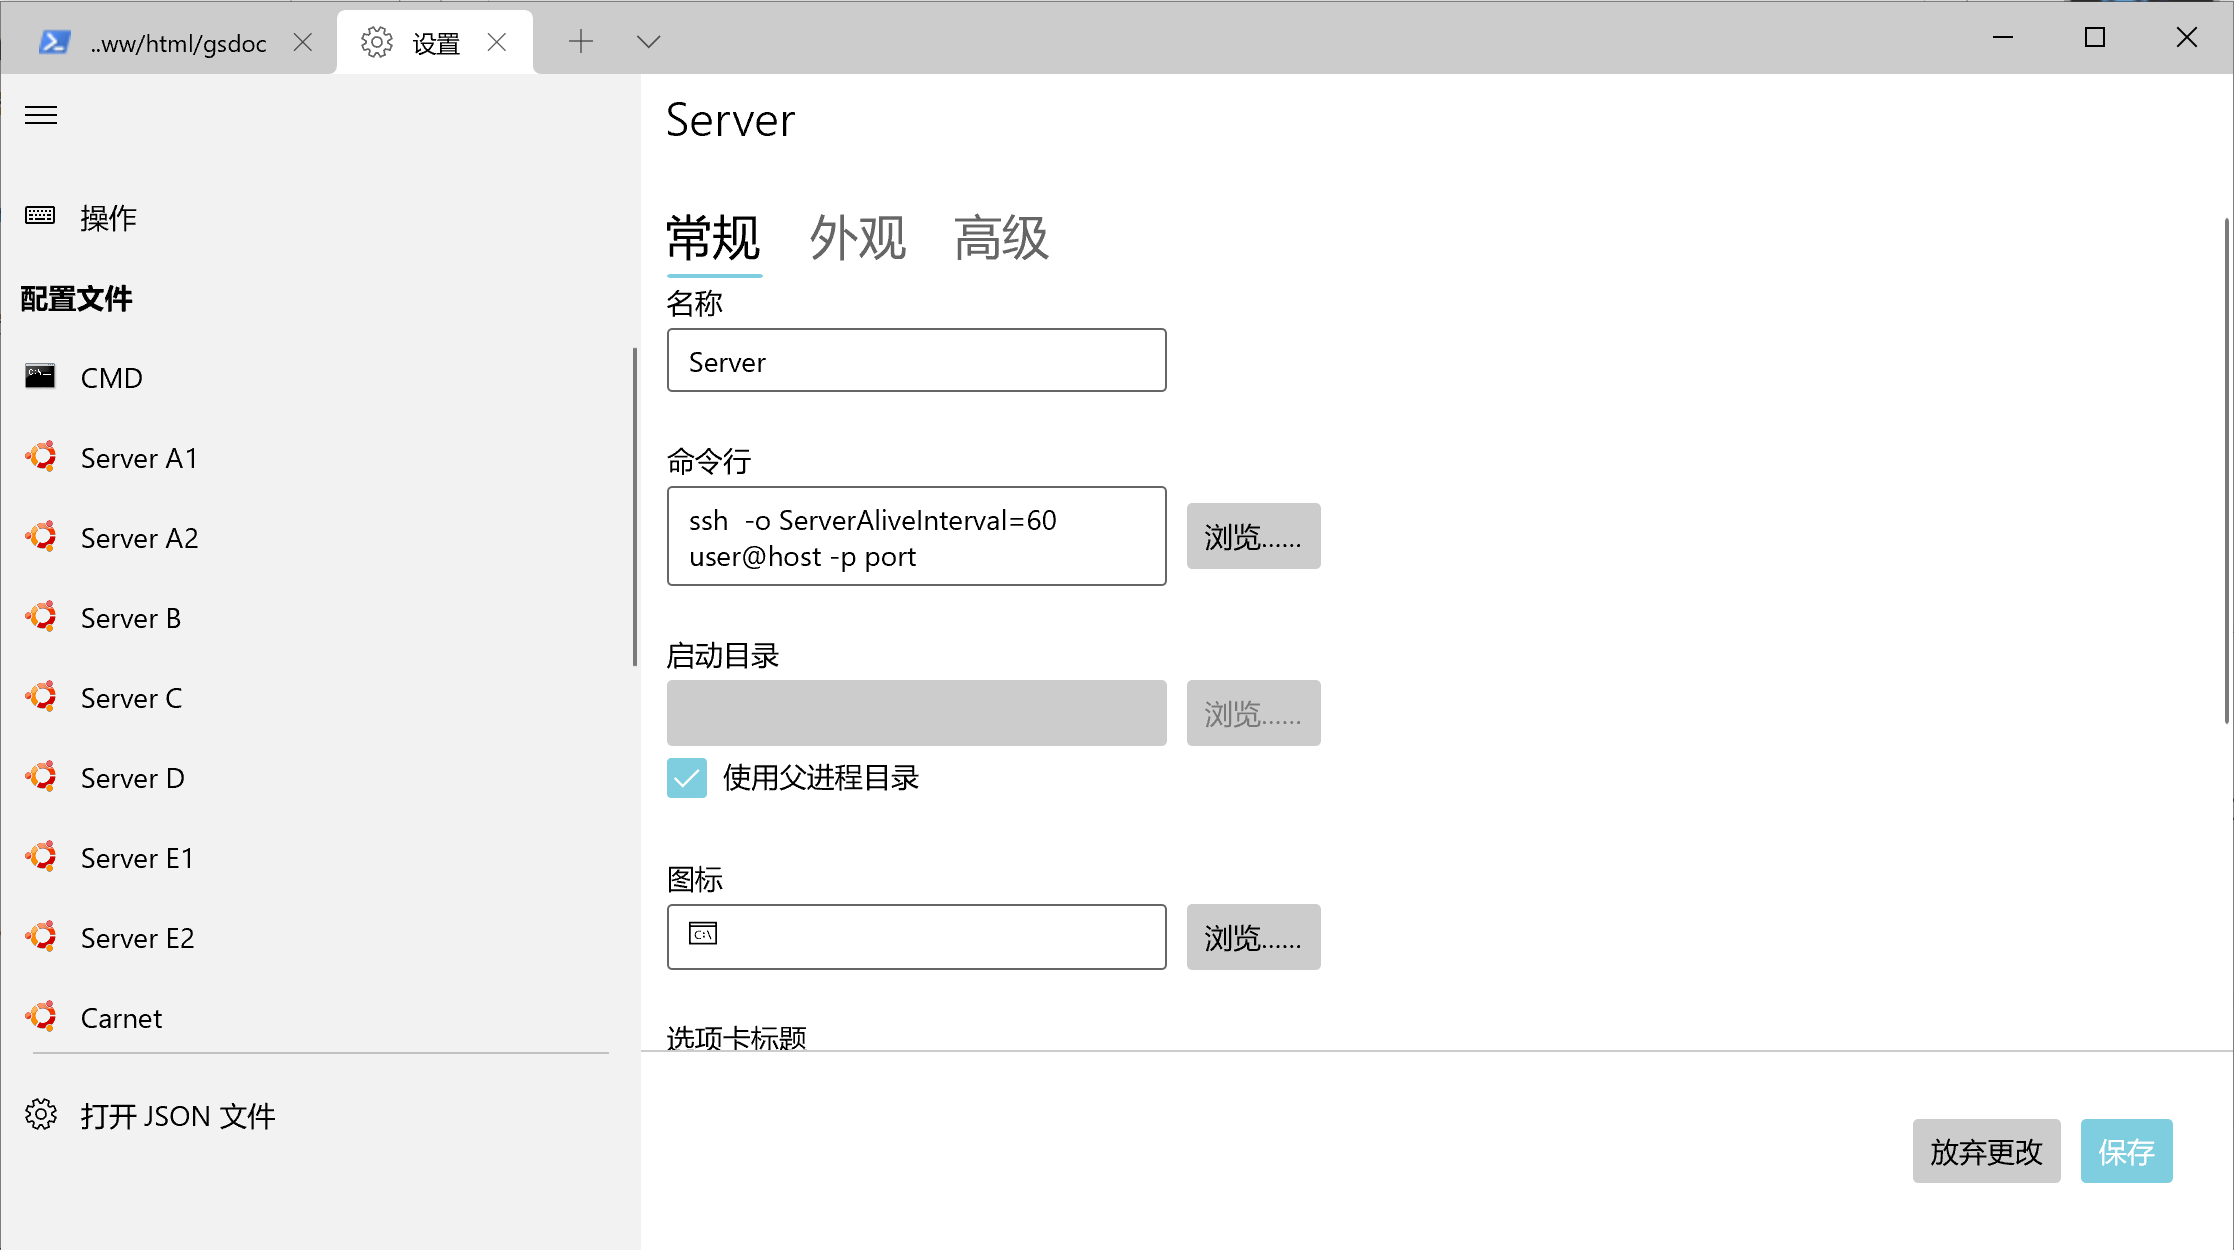 ..ww/html/gsdoc
设置
操作
配置文件
CMD
Server A1
Server A2
Server B
Server C
Server D
Server E1
Server E2
Carnet
打开 JSON 文件
Server
常规 外观 高级
名称
Server
命令行
ssh  -o ServerAliveInterval=60
user@host -p port
浏览......
启动目录
浏览......
使用父进程目录
图标
C:\
浏览......
选项卡标题
放弃更改
保存